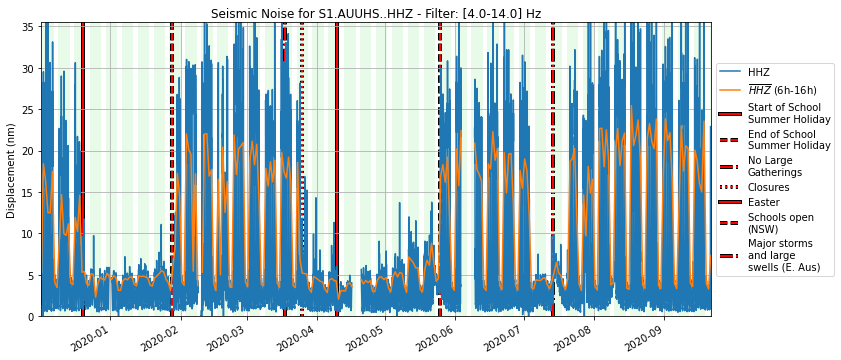 Seismic Noise for S1.AUUHS..HHZ - Filter: [4.0-14.0] Hz
Displacement (nm)
35
30
25
20
15
10
5
0
2020-01
2020-02
2020-03
2020-04
2020-05
2020-06
2020-07
2020-08
2020-09
HHZ
HHZ (6h-16h)
Start of School
Summer Holiday
End of School
Summer Holiday
No Large
Gatherings
Closures
Easter
Schools open
(NSW)
Major storms
and large
swells (E. Aus)